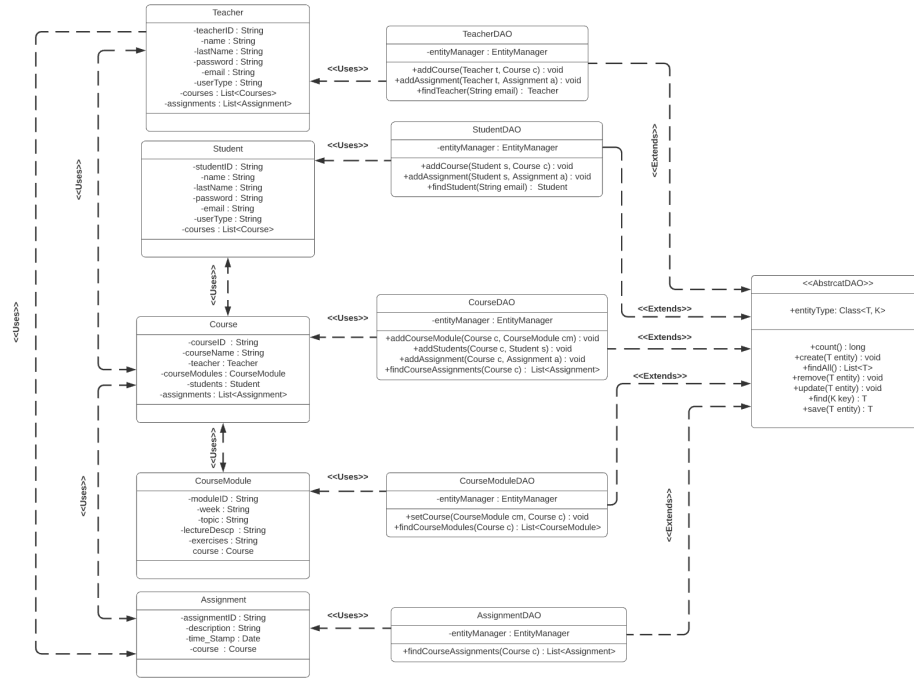 Teacher
-teacherID : String
-name : String
-lastName : String
-password : String
-email : String
-userType : String
-courses : List<Courses>
-assignments : List<Assignment>
TeacherDAO
-entityManager : EntityManager
+addCourse(Teacher t, Course c) : void
+addAssignment(Teacher t, Assignment a) : void
+findTeacher(String email) : Teacher
<<Uses>>
<<Uses>>
<<Extends>>
Student
-studentID : String
-name : String
-lastName : String
-password : String
-email : String
-userType : String
-courses : List<Course>
StudentDAO
-entityManager : EntityManager
+addCourse(Student s, Course c) : void
+addAssignment(Student s, Assignment a) : void
+findStudent(String email) : Student
<<Uses>>
<<Uses>>
<<Uses>>
<<AbstrcatDAO>>
+entityType: Class<T, K>
+count() : long
+create(T entity) : void
+findAll() : List<T>
+remove(T entity) : void
+update(T entity) : void
+find(K key) : T
+save(T entity) : T
<<Extends>>
<<Extends>>
<<Extends>>
Course
-courseID : String
-courseName : String
-teacher : Teacher
-courseModules : CourseModule
-students : Student
-assignments : List<Assignment>
<<Uses>>
CourseDAO
-entityManager : EntityManager
+addCourseModule(Course c, CourseModule cm) : void
+addStudents(Course c, Student s) : void
+addAssignment(Course c, Assignment a) : void
+findCourseAssignments(Course c) : List<Assignment>
<<Uses>>
<<Uses>>
CourseModule
-moduleID : String
-week : String
-topic : String
-lectureDescp : String
-exercises : String
course : Course
<<Uses>>
CourseModuleDAO
-entityManager : EntityManager
+setCourse(CourseModule cm, Course c) : void
+findCourseModules(Course c) : List<CourseModule>
<<Extends>>
Assignment
-assignmentID : String
-description : String
-time_Stamp : Date
-course : Course
<<Uses>>
AssignmentDAO
-entityManager : EntityManager
+findCourseAssignments(Course c) : List<Assignment>